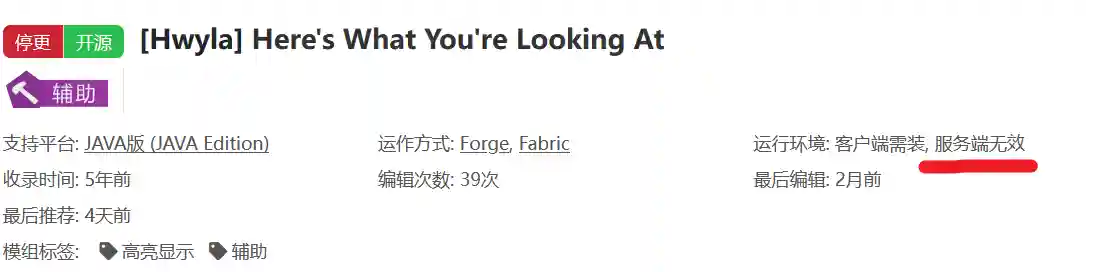 停更 开源 [Hwyla] Here's What You're Looking At
辅助
支持平台: JAVA版 (JAVA Edition) 运作方式: Forge, Fabric 运行环境: 客户端需装, 服务端无效
收录时间: 5年前 编辑次数: 39次 最后编辑: 2月前
最后推荐: 4天前
模组标签: 高亮显示 辅助